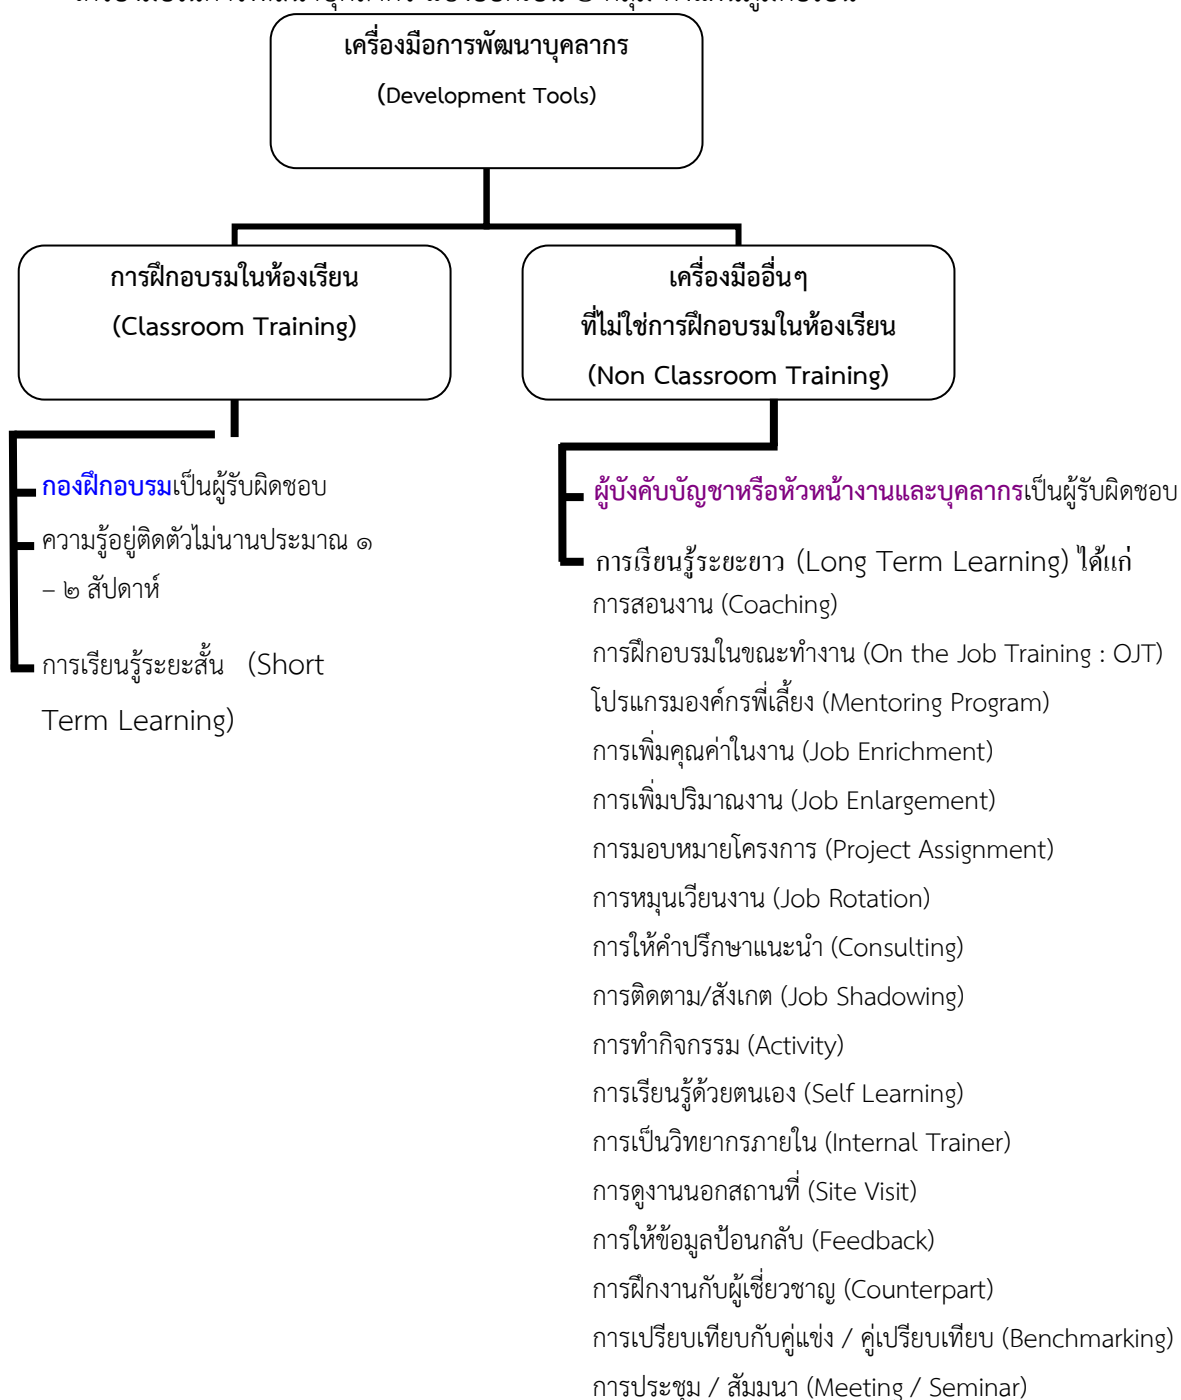 เครื่องมือการพัฒนาบุคลากร
(Development Tools)
การฝึกอบรมในห้องเรียน
(Classroom Training)
เครื่องมืออื่นๆ
ที่ไม่ใช่การฝึกอบรมในห้องเรียน
(Non Classroom Training)
กองฝึกอบรมเป็นผู้รับผิดชอบ
ความรู้อยู่ติดตัวไม่นานประมาณ ๑
– ๒ สัปดาห์
การเรียนรู้ระยะสั้น (Short
Term Learning)
ผู้บังคับบัญชาหรือหัวหน้างานและบุคลากรเป็นผู้รับผิดชอบ
การเรียนรู้ระยะยาว (Long Term Learning) ได้แก่
การสอนงาน (Coaching)
การฝึกอบรมในขณะทำงาน (On the Job Training : OJT)
โปรแกรมองค์กรพี่เลี้ยง (Mentoring Program)
การเพิ่มคุณค่าในงาน (Job Enrichment)
การเพิ่มปริมาณงาน (Job Enlargement)
การมอบหมายโครงการ (Project Assignment)
การหมุนเวียนงาน (Job Rotation)
การให้คำปรึกษาแนะนำ (Consulting)
การติดตาม/สังเกต (Job Shadowing)
การทำกิจกรรม (Activity)
การเรียนรู้ด้วยตนเอง (Self Learning)
การเป็นวิทยากรภายใน (Internal Trainer)
การดูงานนอกสถานที่ (Site Visit)
การให้ข้อมูลป้อนกลับ (Feedback)
การฝึกงานกับผู้เชี่ยวชาญ (Counterpart)
การเปรียบเทียบกับคู่แข่ง / คู่เปรียบเทียบ (Benchmarking)
การประชุม / สัมมนา (Meeting / Seminar)